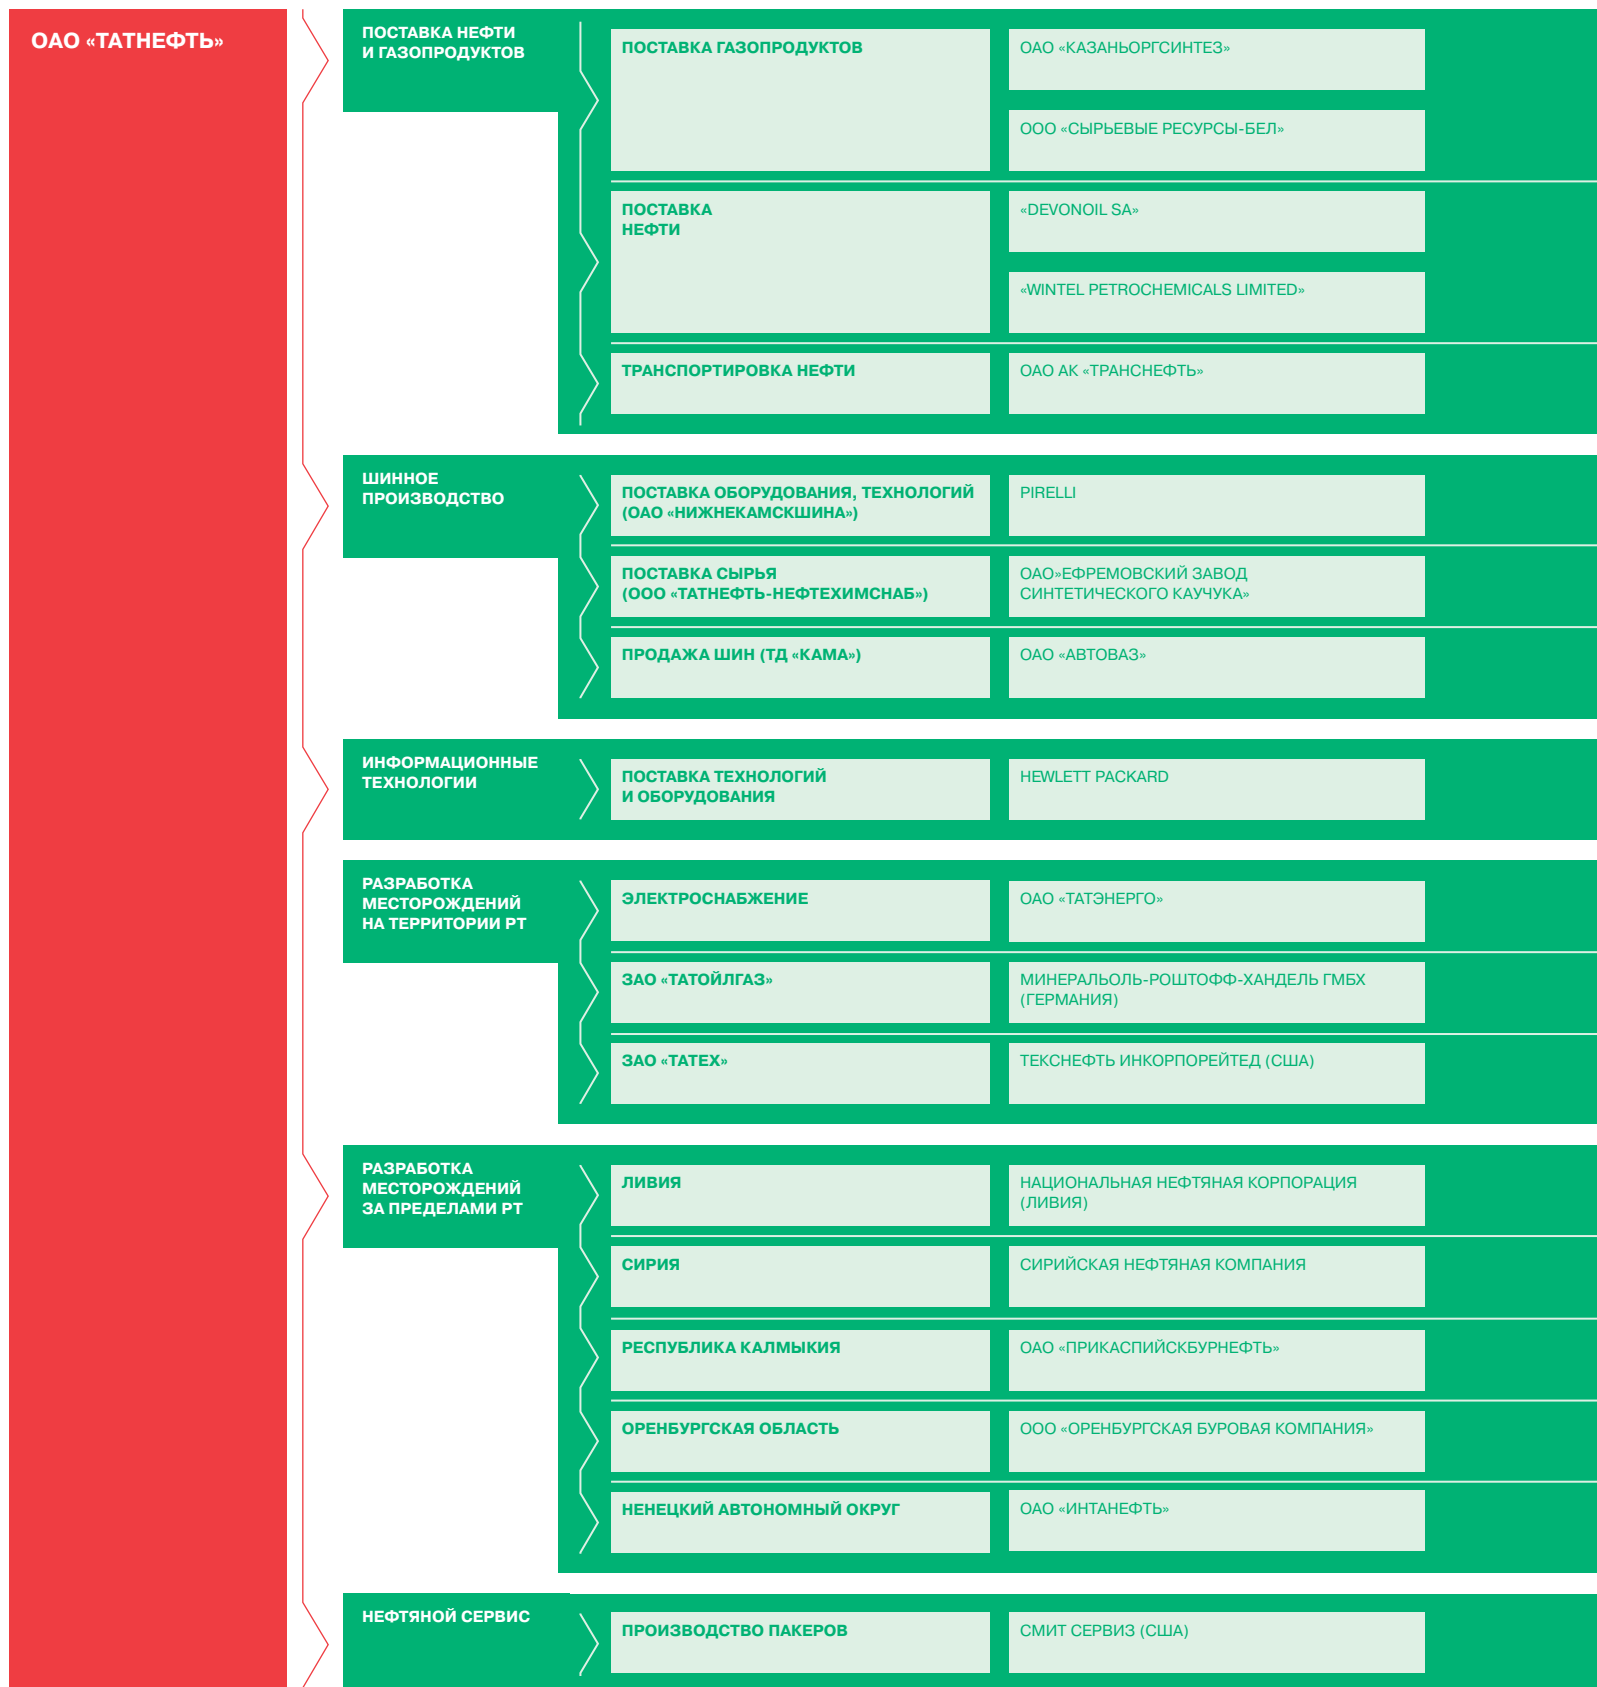 ОАО «ТАТНЕФТЬ»
ПОСТАВКА НЕФТИ
И ГАЗОПРОДУКТОВ
ПОСТАВКА ГАЗОПРОДУКТОВ
ОАО «КАЗАНЬОРГСИНТЕЗ»
ООО «СЫРЬЕВЫЕ РЕСУРСЫ-БЕЛ»
ПОСТАВКА
НЕФТИ
«DEVONOIL SA»
«WINTEL PETROCHEMICALS LIMITED»
ТРАНСПОРТИРОВКА НЕФТИ
ОАО АК «ТРАНСНЕФТЬ»
ШИННОЕ
ПРОИЗВОДСТВО
ПОСТАВКА ОБОРУДОВАНИЯ, ТЕХНОЛОГИЙ
(ОАО «НИЖНЕКАМСКШИНА»)
PIRELLI
ПОСТАВКА СЫРЬЯ
(ООО «ТАТНЕФТЬ-НЕФТЕХИМСНАБ»)
ОАО»ЕФРЕМОВСКИЙ ЗАВОД
СИНТЕТИЧЕСКОГО КАУЧУКА»
ПРОДАЖА ШИН (ТД «КАМА»)
ОАО «АВТОВАЗ»
ИНФОРМАЦИОННЫЕ
ТЕХНОЛОГИИ
ПОСТАВКА ТЕХНОЛОГИЙ
И ОБОРУДОВАНИЯ
HEWLETT PACKARD
РАЗРАБОТКА
МЕСТОРОЖДЕНИЙ
НА ТЕРРИТОРИИ РТ
ЭЛЕКТРОСНАБЖЕНИЕ
ОАО «ТАТЭНЕРГО»
ЗАО «ТАТОЙЛГАЗ»
МИНЕРАЛЬОЛЬ-РОШТОФФ-ХАНДЕЛЬ ГМБХ
(ГЕРМАНИЯ)
ЗАО «ТАТЕХ»
ТЕКСНЕФТЬ ИНКОРПОРЕЙТЕД (США)
РАЗРАБОТКА
МЕСТОРОЖДЕНИЙ
ЗА ПРЕДЕЛАМИ РТ
ЛИВИЯ
НАЦИОНАЛЬНАЯ НЕФТЯНАЯ КОРПОРАЦИЯ
(ЛИВИЯ)
СИРИЯ
СИРИЙСКАЯ НЕФТЯНАЯ КОМПАНИЯ
РЕСПУБЛИКА КАЛМЫКИЯ
ОАО «ПРИКАСПИЙСКБУРНЕФТЬ»
ОРЕНБУРГСКАЯ ОБЛАСТЬ
ООО «ОРЕНБУРГСКАЯ БУРОВАЯ КОМПАНИЯ»
НЕНЕЦКИЙ АВТОНОМНЫЙ ОКРУГ
ОАО «ИНТАНЕФТЬ»
НЕФТЯНОЙ СЕРВИС
ПРОИЗВОДСТВО ПАКЕРОВ
СМИТ СЕРВИЗ (США)